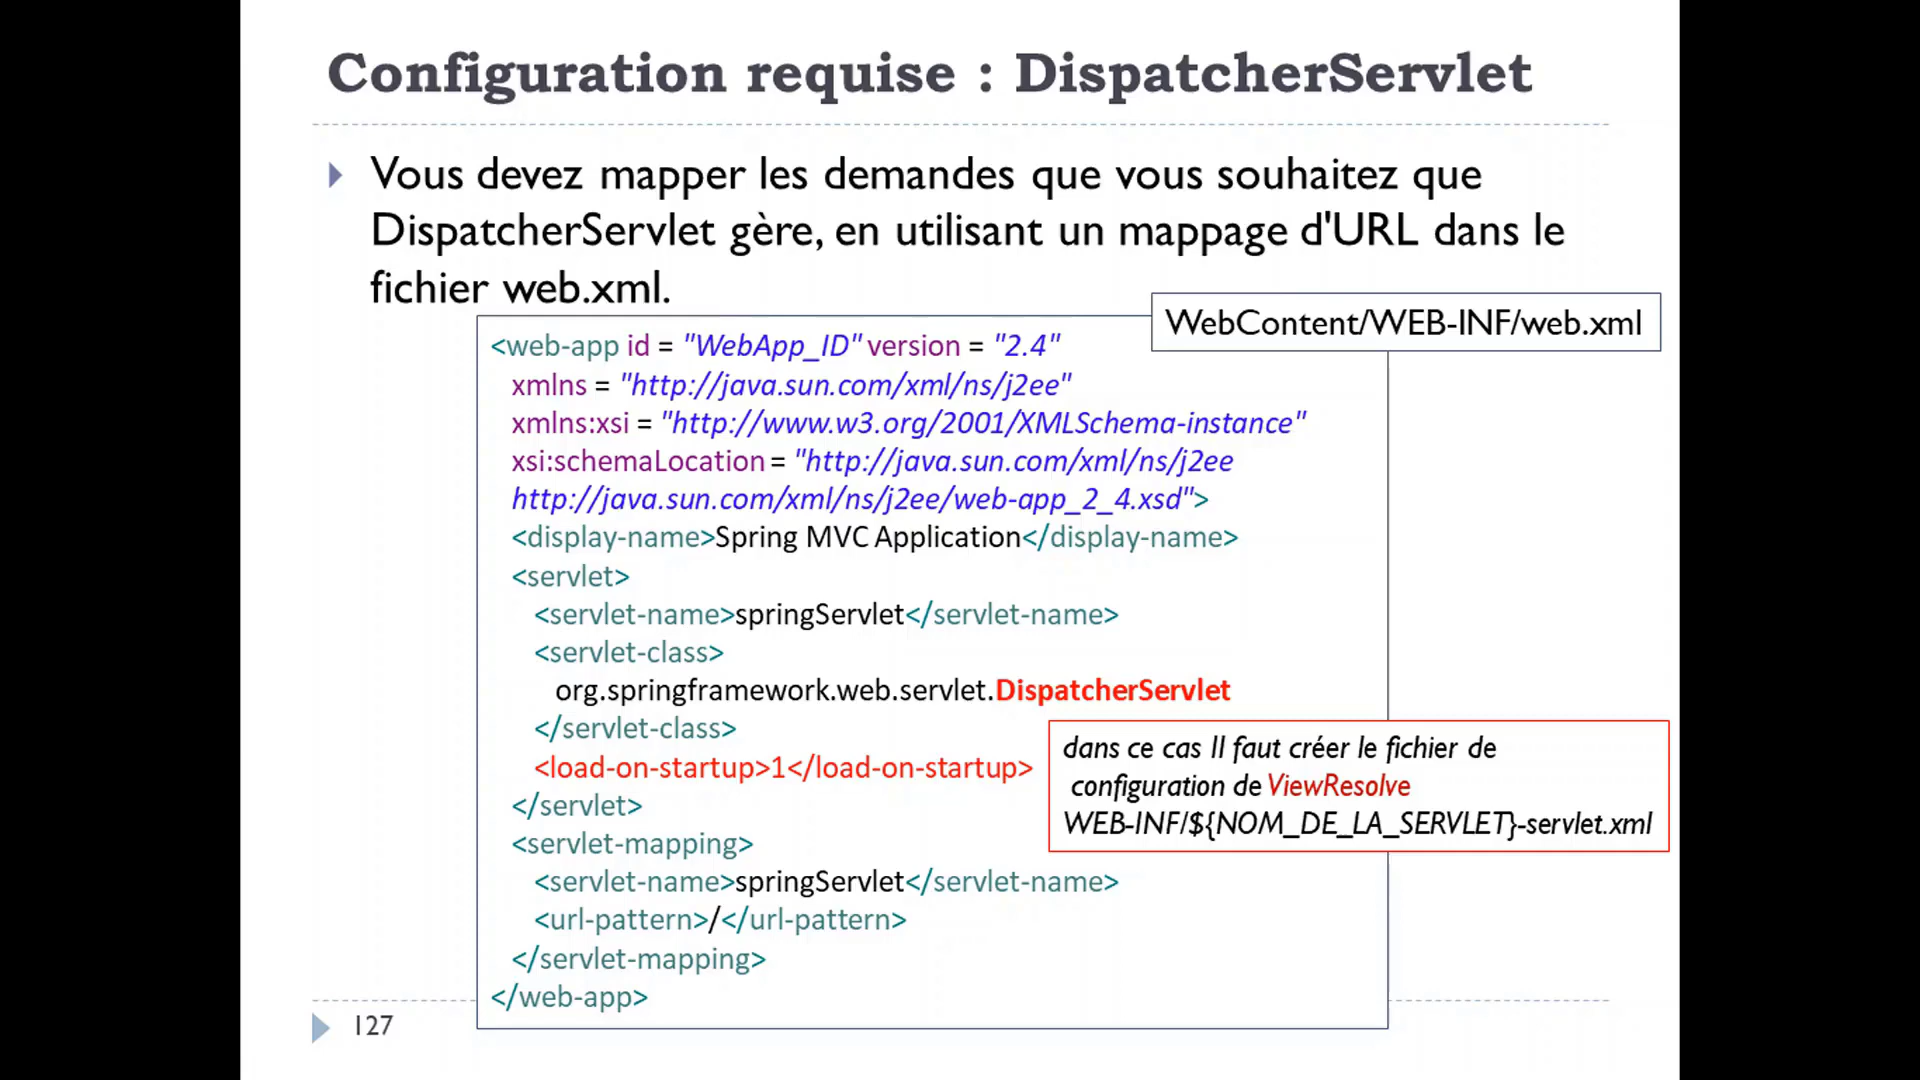 Configuration requise : DispatcherServlet
Vous devez mapper les demandes que vous souhaitez que
DispatcherServlet gère, en utilisant un mappage d'URL dans le
fichier web.xml.
WebContent/WEB-INF/web.xml
<web-app id = "WebApp_ID" version = "2.4"
xmlns = "http://java.sun.com/xml/ns/j2ee"
xmlns:xsi = "http://www.w3.org/2001/XMLSchema-instance"
xsi:schemaLocation = "http://java.sun.com/xml/ns/j2ee
http://java.sun.com/xml/ns/j2ee/web-app_2_4.xsd">
<display-name>Spring MVC Application</display-name>
<servlet>
<servlet-name>springServlet</servlet-name>
<servlet-class>
org.springframework.web.servlet.DispatcherServlet
</servlet-class>
<load-on-startup>1</load-on-startup>
</servlet>
<servlet-mapping>
<servlet-name>springServlet</servlet-name>
<url-pattern>/</url-pattern>
</servlet-mapping>
</web-app>
dans ce cas Il faut créer le fichier de
configuration de ViewResolve
WEB-INF/${NOM_DE_LA_SERVLET}-servlet.xml
127